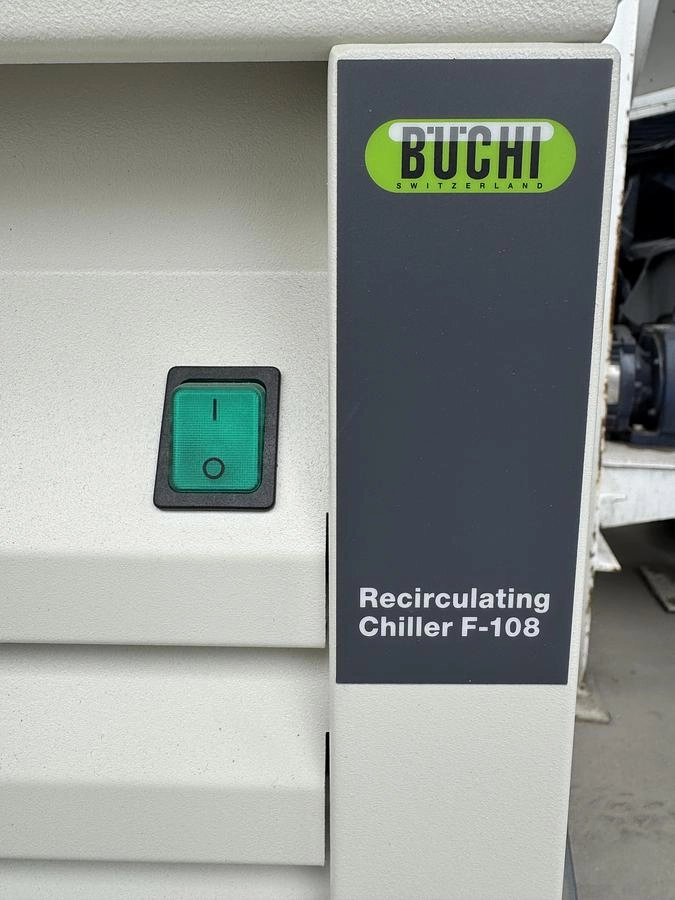 BÜCHI
SWITZERLAND
Recirculating
Chiller F-108